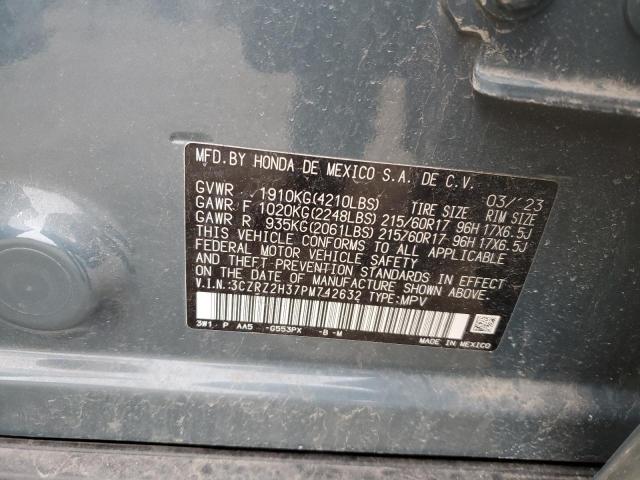 MFD. BY HONDA DE MEXICO S.A. DE C.V.
03/'23
GVWR 1910KG(4210LBS) TIRE SIZE RIM SIZE
GAWR F 1020KG(2248LBS) 215/60R17 96H 17X6.5J
GAWR R 935KG(2061LBS) 215/60R17 96H 17X6.5J
THIS VEHICLE CONFORMS TO ALL APPLICABLE
FEDERAL MOTOR VEHICLE SAFETY
STANDARDS IN EFFECT ON THE
DATE OF MANUFACTURE SHOWN ABOVE.
V.I.N.:3CZRZ2H37PM742632 TYPE:MPV
3W1 P AA5 -G553PX -B-M
MADE IN MEXICO